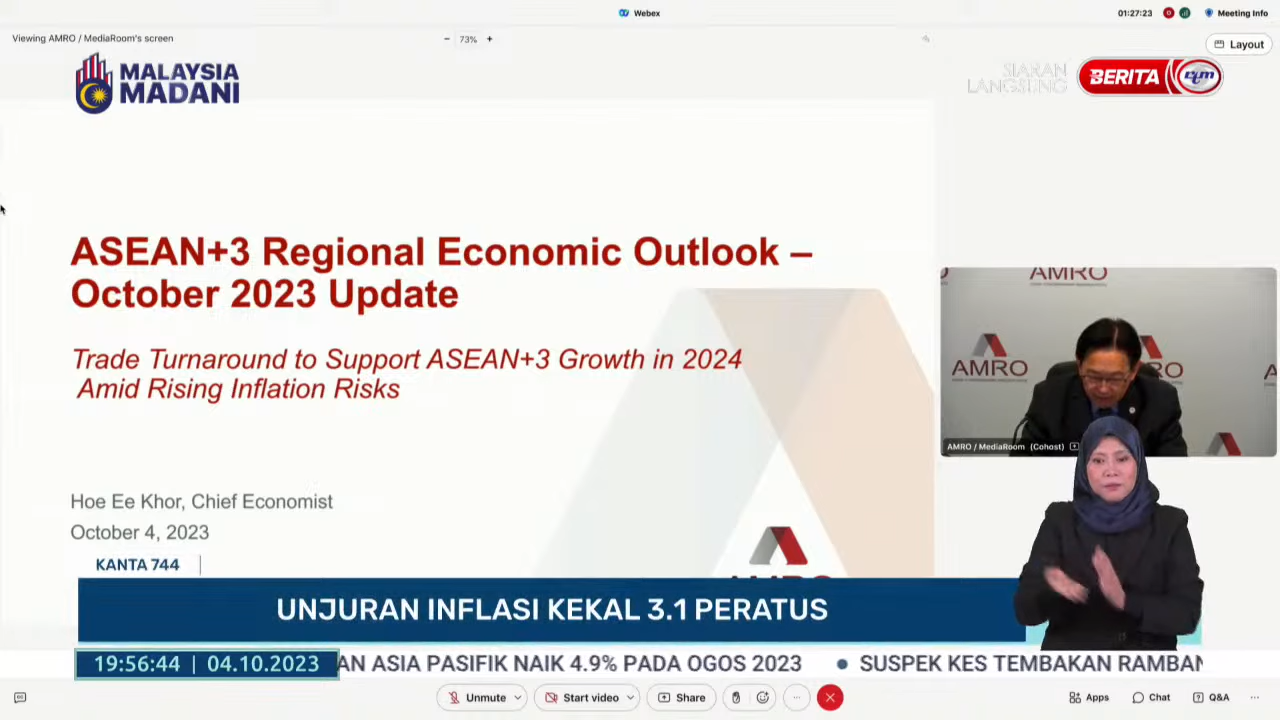 Webex
01:27:23
Meeting Info
Viewing AMRO / MediaRoom's screen
73%
Layout
MALAYSIA
MADANI
SIARAN
LANGSUNG
BERITA
RTM
ASEAN+3 Regional Economic Outlook –
October 2023 Update
Trade Turnaround to Support ASEAN+3 Growth in 2024
Amid Rising Inflation Risks
Hoe Ee Khor, Chief Economist
October 4, 2023
AMRO
AMRO
AMRO / MediaRoom (Cohost)
KANTA 744
UNJURAN INFLASI KEKAL 3.1 PERATUS
19:56:44 | 04.10.2023
AN ASIA PASIFIK NAIK 4.9% PADA OGOS 2023 • SUSPEK KES TEMBAKAN RAMBAN
Unmute
Start video
Share
Apps
Chat
Q&A